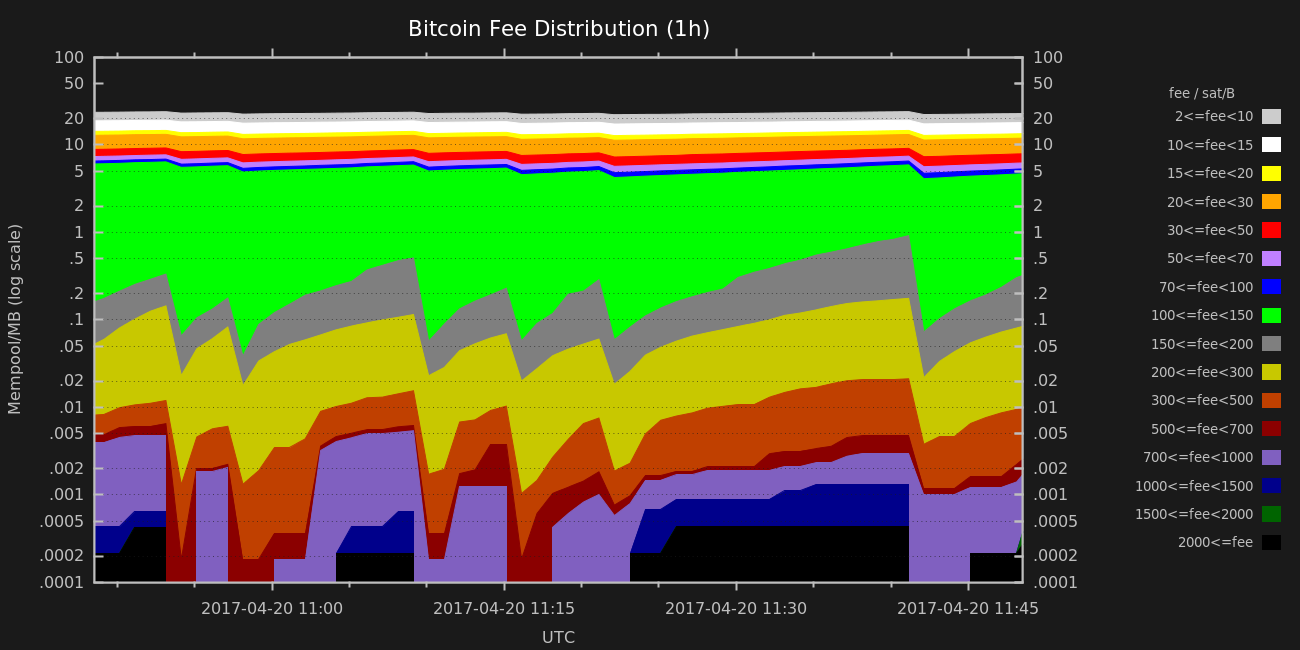 Bitcoin Fee Distribution (1h)
100
50
20
10
5
2
1
.5
.2
.1
.05
.02
.01
.005
.002
.001
.0005
.0002
.0001
Mempool/MB (log scale)
100
50
20
10
5
2
1
.5
.2
.1
.05
.02
.01
.005
.002
.001
.0005
.0002
.0001
2017-04-20 11:00 2017-04-20 11:15 2017-04-20 11:30 2017-04-20 11:45
UTC
fee / sat/B
2<=fee<10
10<=fee<15
15<=fee<20
20<=fee<30
30<=fee<50
50<=fee<70
70<=fee<100
100<=fee<150
150<=fee<200
200<=fee<300
300<=fee<500
500<=fee<700
700<=fee<1000
1000<=fee<1500
1500<=fee<2000
2000<=fee